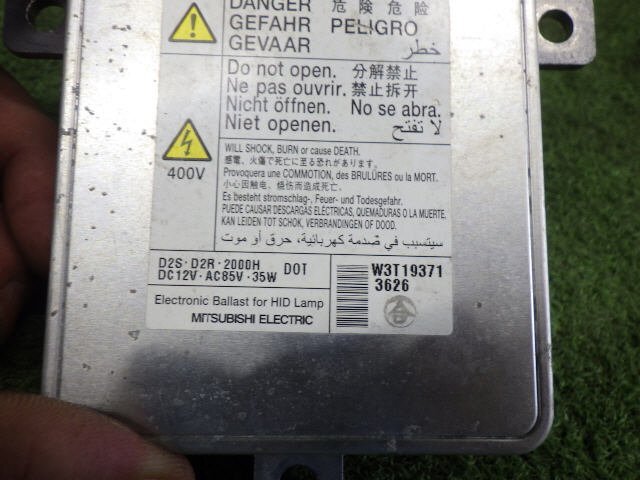 DANGER 危 険 危 险
GEFAHR PELIGRO
GEVAAR خطر
Do not open. 分解禁止
Ne pas ouvrir. 禁止拆开
Nicht öffnen. No se abra.
Niet openen. لا تفتح
400V
WILL SHOCK, BURN or cause DEATH.
感電、火傷で死亡に至る恐れがあります。
Provoquera une COMMOTION, des BRULÛRES ou la MORT.
小心因触电、烧伤而造成死亡。
Es besteht stromschlag-, Feuer- und Todesgefahr.
PUEDE CAUSAR DESCARGAS ELÉCTRICAS, QUEMADURAS O LA MUERTE.
KAN LEIDEN TOT SCHOK, VERBRANDINGEN OF DOOD.
سيتسبب في صدمة كهربائية، حرق أو موت
D2S·D2R·2000H DOT
DC12V·AC85V·35W
Electronic Ballast for HID Lamp
MITSUBISHI ELECTRIC
W3T19371
3626
合